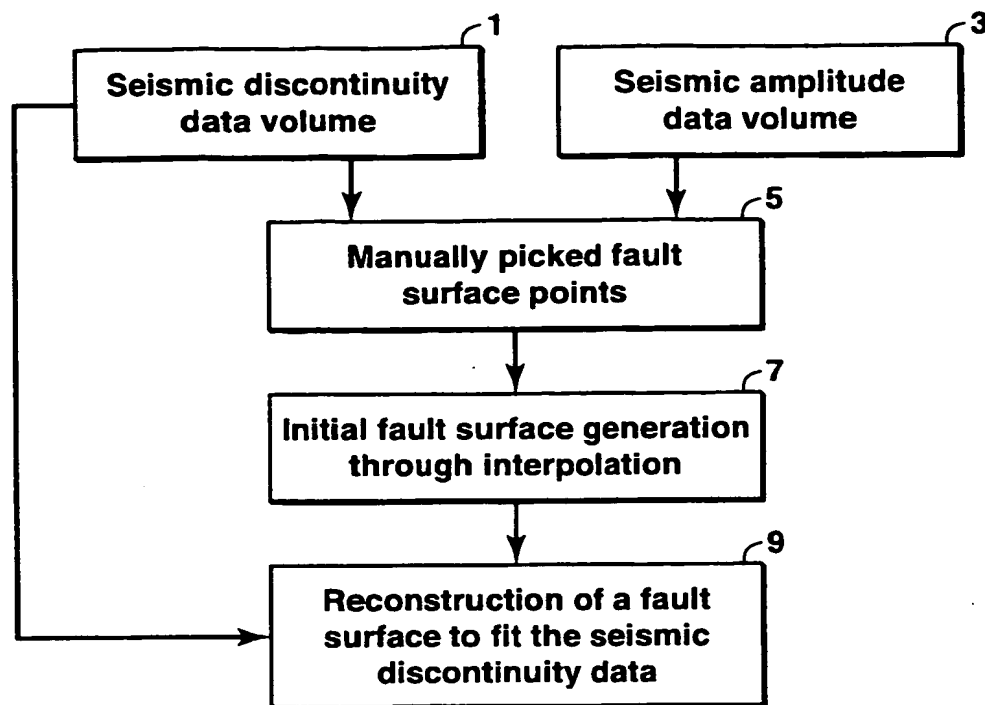 1
Seismic discontinuity
data volume
3
Seismic amplitude
data volume
5
Manually picked fault
surface points
7
Initial fault surface generation
through interpolation
9
Reconstruction of a fault
surface to fit the seismic
discontinuity data